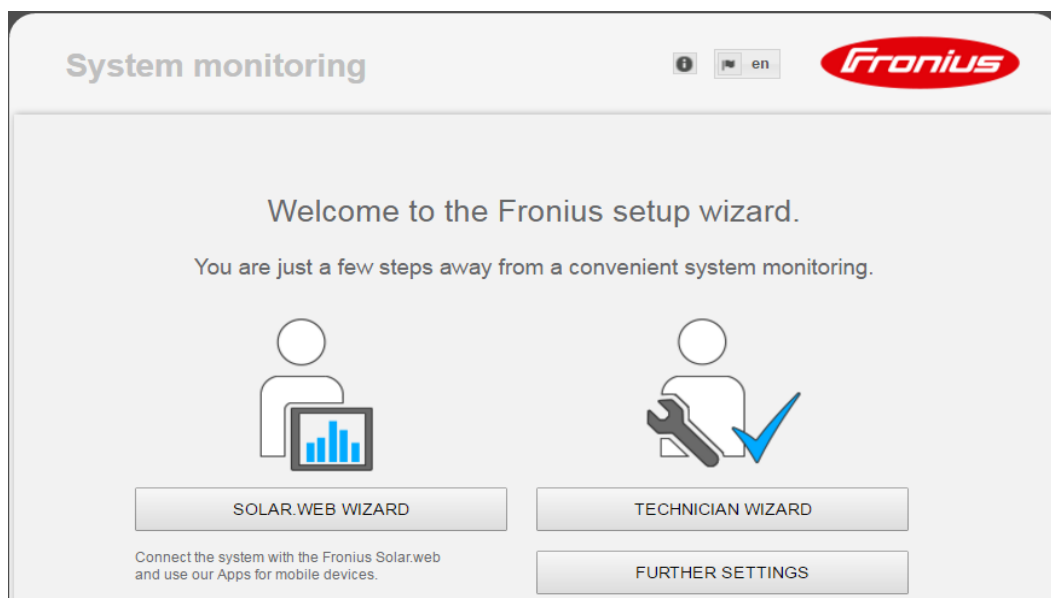 System monitoring
en
Fronius
Welcome to the Fronius setup wizard.
You are just a few steps away from a convenient system monitoring.
SOLAR.WEB WIZARD
TECHNICIAN WIZARD
Connect the system with the Fronius Solar.web
and use our Apps for mobile devices.
FURTHER SETTINGS